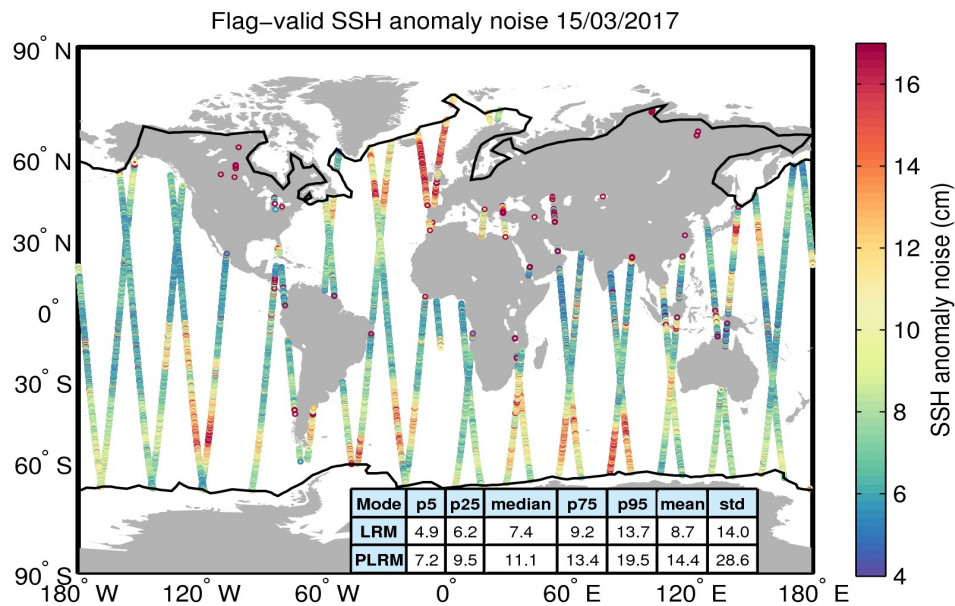 Flag−valid SSH anomaly noise 15/03/2017
90° N
60° N
30° N
0°
30° S
60° S
90° S
180° W 120° W 60° W 0° 60° E 120° E 180° E
Mode p5 p25 median p75 p95 mean std
LRM 4.9 6.2 7.4 9.2 13.7 8.7 14.0
PLRM 7.2 9.5 11.1 13.4 19.5 14.4 28.6
16
14
12
10
8
6
4
SSH anomaly noise (cm)